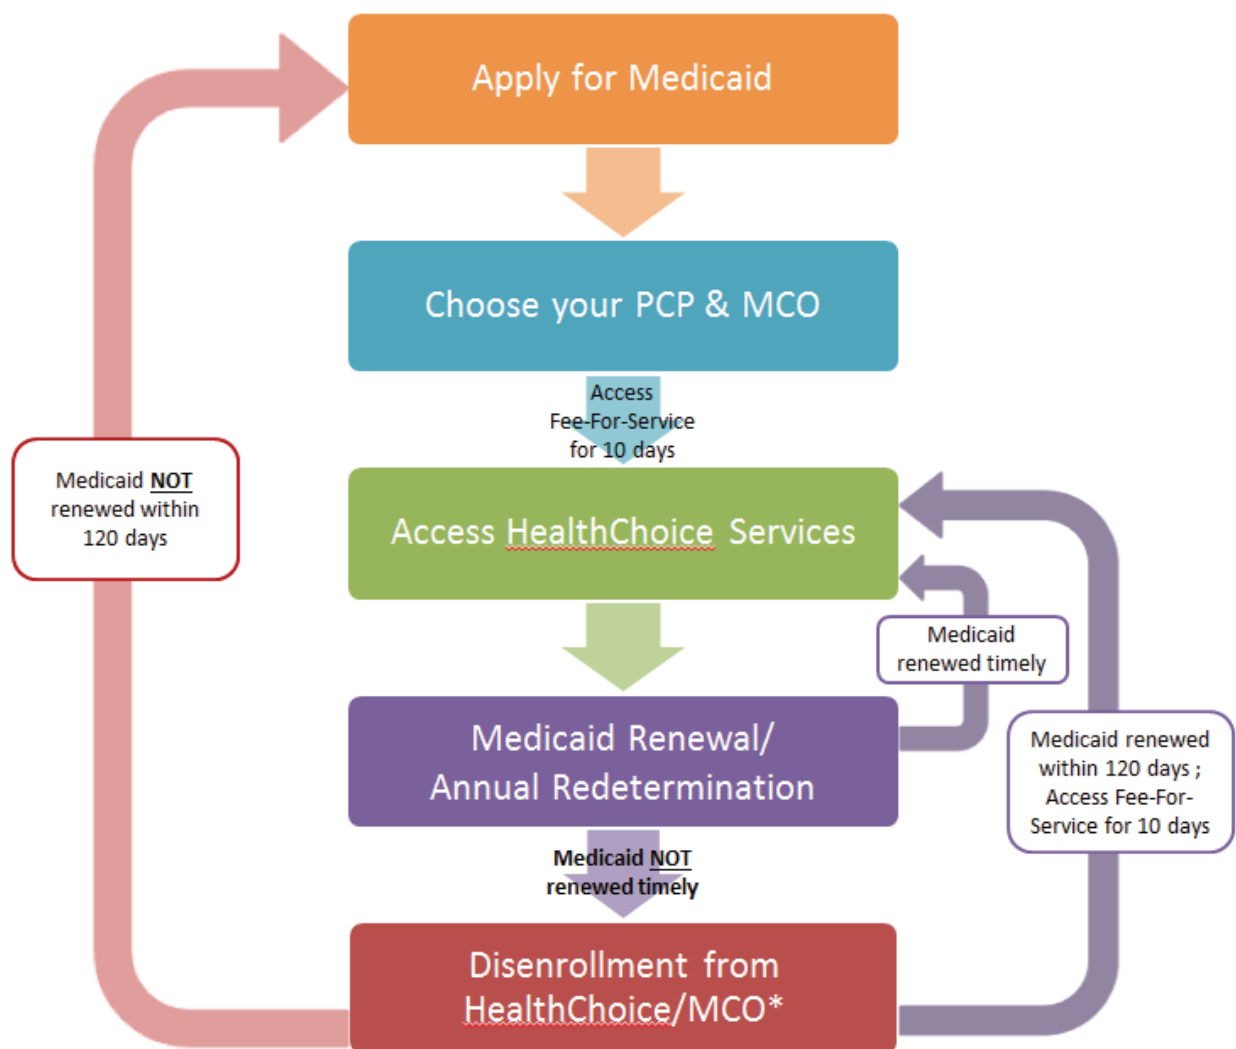 Apply for Medicaid
Choose your PCP & MCO
Access
Fee-For-Service
for 10 days
Medicaid NOT
renewed within
120 days
Access HealthChoice Services
Medicaid
renewed timely
Medicaid Renewal/
Annual Redetermination
Medicaid renewed
within 120 days ;
Access Fee-For-
Service for 10 days
Medicaid NOT
renewed timely
Disenrollment from
HealthChoice/MCO*